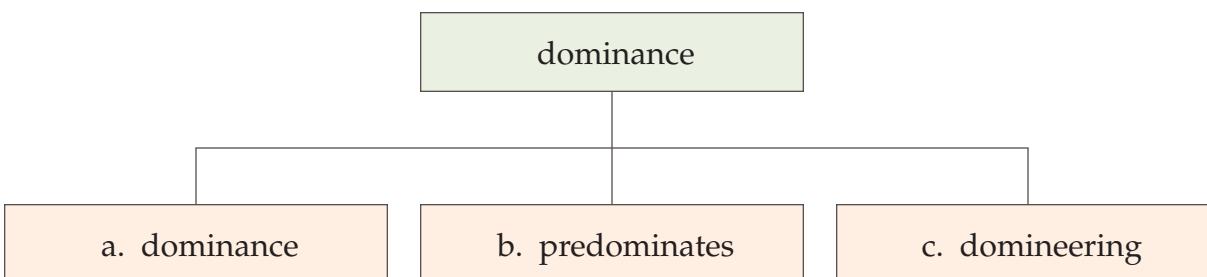 dominance
a. dominance
b. predominates
c. domineering